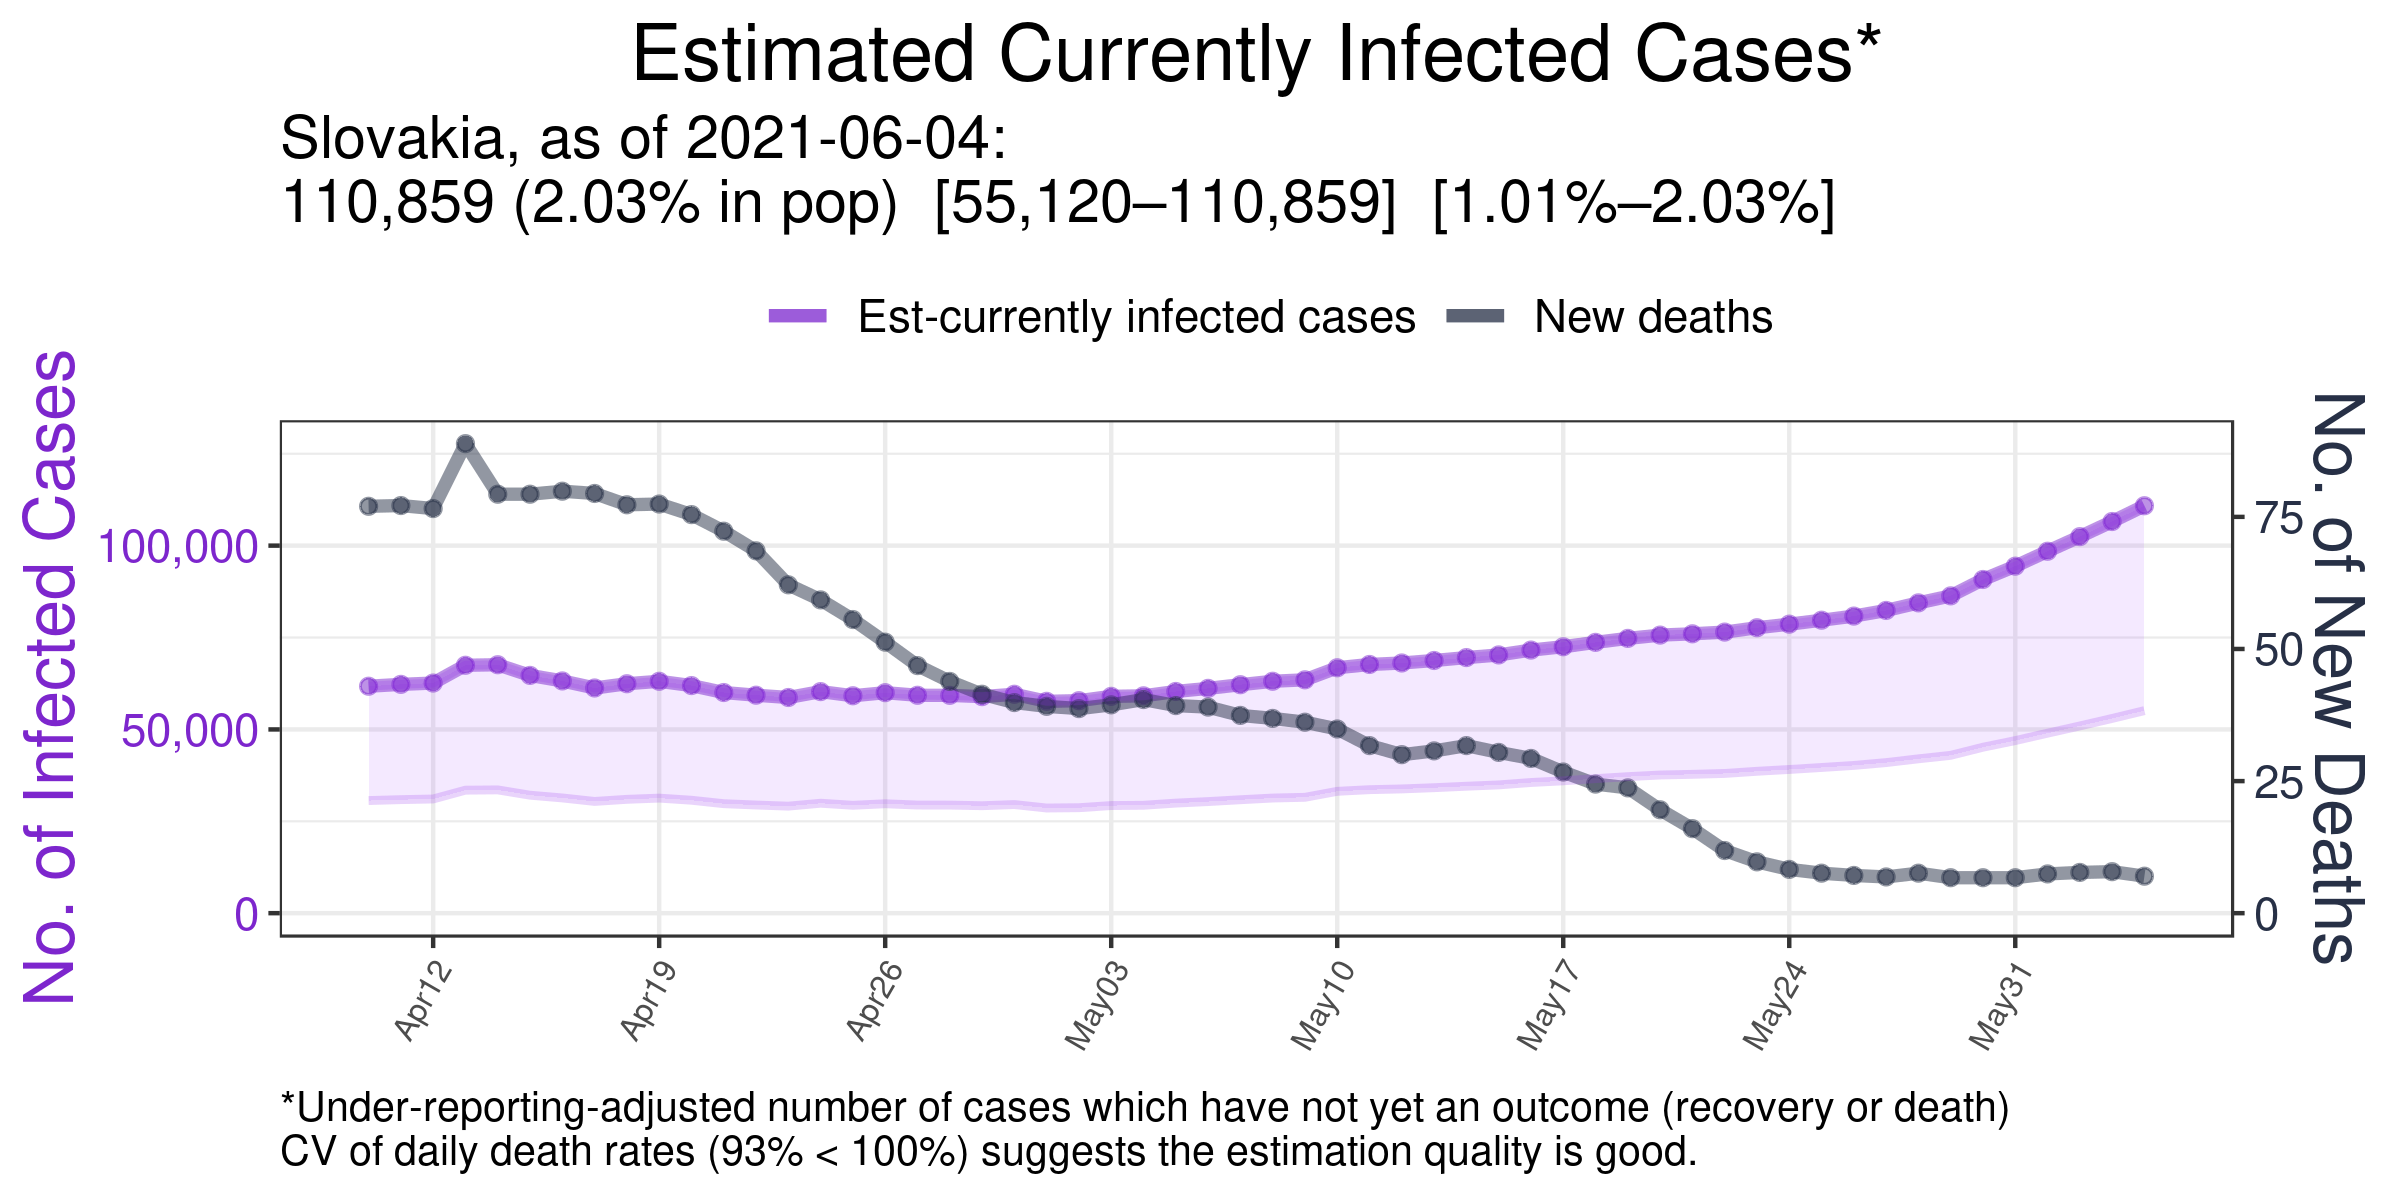 Estimated Currently Infected Cases*
Slovakia, as of 2021-06-04:
110,859 (2.03% in pop)  [55,120–110,859]  [1.01%–2.03%]
Est-currently infected cases
New deaths
No. of Infected Cases
100,000
50,000
0
75
50
25
0
No. of New Deaths
Apr12
Apr19
Apr26
May03
May10
May17
May24
May31
*Under-reporting-adjusted number of cases which have not yet an outcome (recovery or death)
CV of daily death rates (93% < 100%) suggests the estimation quality is good.